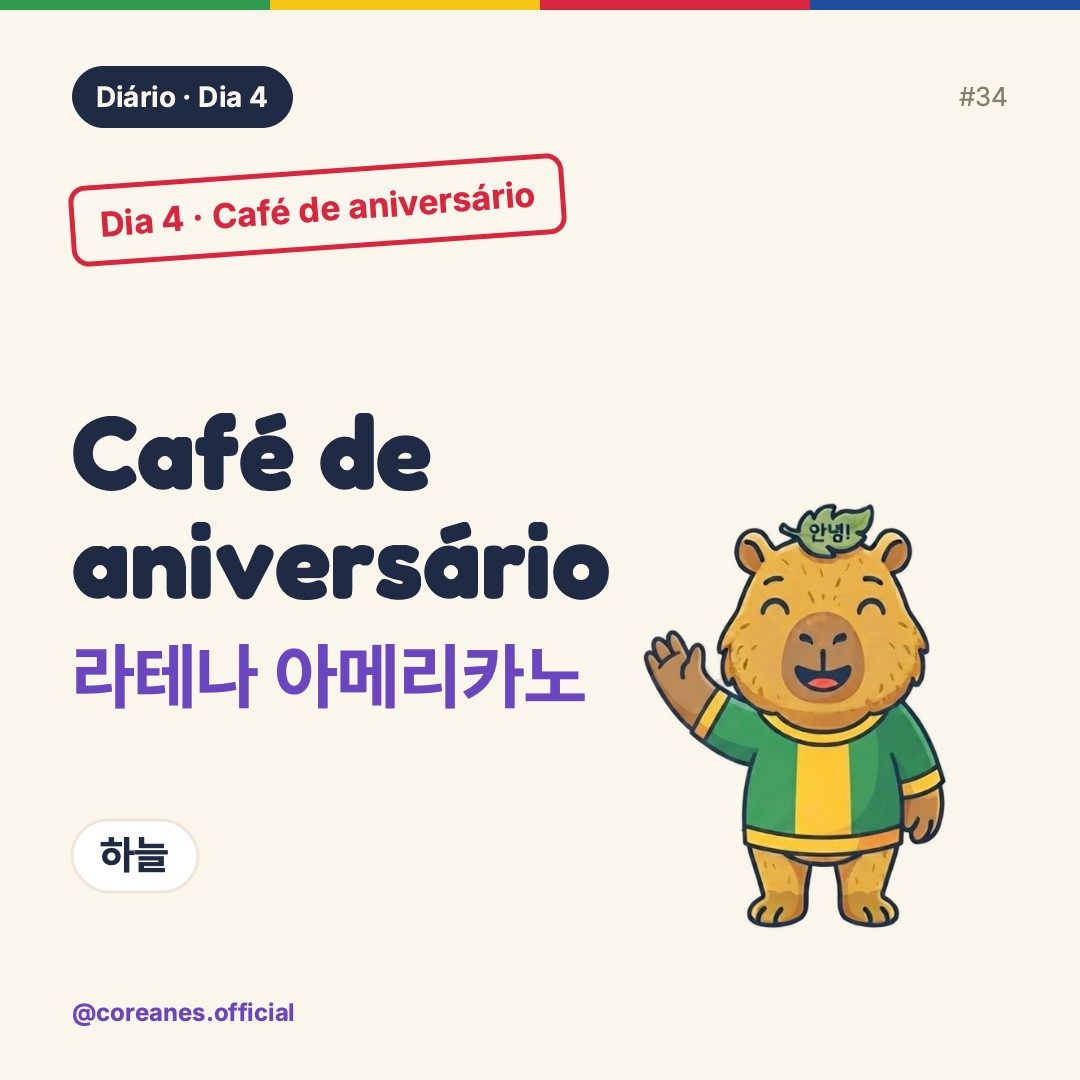 Diário · Dia 4
#34
Dia 4 · Café de aniversário
Café de
aniversário
라테나 아메리카노
안녕!
하늘
@coreanes.official